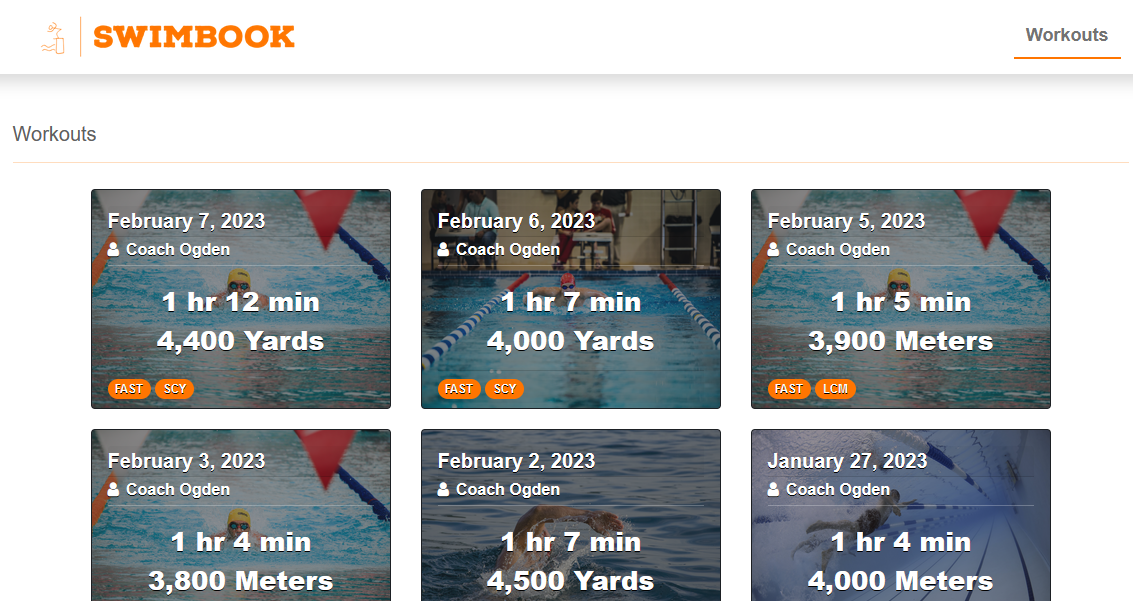 SWIMBOOK
Workouts
Workouts
February 7, 2023
Coach Ogden
1 hr 12 min
4,400 Yards
FAST SCY
February 6, 2023
Coach Ogden
1 hr 7 min
4,000 Yards
FAST SCY
February 5, 2023
Coach Ogden
1 hr 5 min
3,900 Meters
FAST LCM
February 3, 2023
Coach Ogden
1 hr 4 min
3,800 Meters
February 2, 2023
Coach Ogden
1 hr 7 min
4,500 Yards
January 27, 2023
Coach Ogden
1 hr 4 min
4,000 Meters